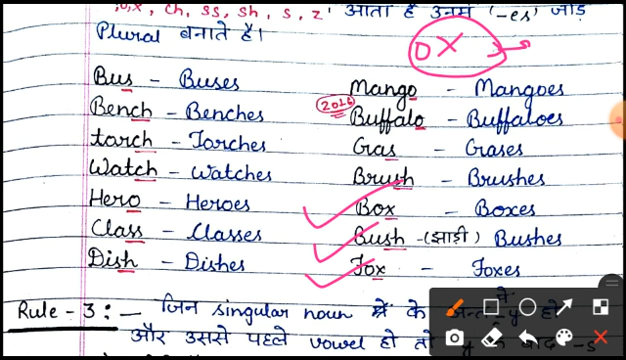 ,o,x, ch, ss, sh, s, z' आता है उनमें '-es' जोड़
Plural बनाते हैं।
OX
Bus - Buses
Mango - Mangoes
Bench - Benches
2016
Buffalo - Buffaloes
torch - Torches
Gas - Gases
Watch - Watches
Brush - Brushes
Hero - Heroes
Box - Boxes
Class - Classes
Bush - (झाड़ी) Bushes
Dish - Dishes
Fox - Foxes
Rule - 3 : - जिन singular noun के अन्त में y हो
और उससे पहले vowel हो तो y के बाद -s